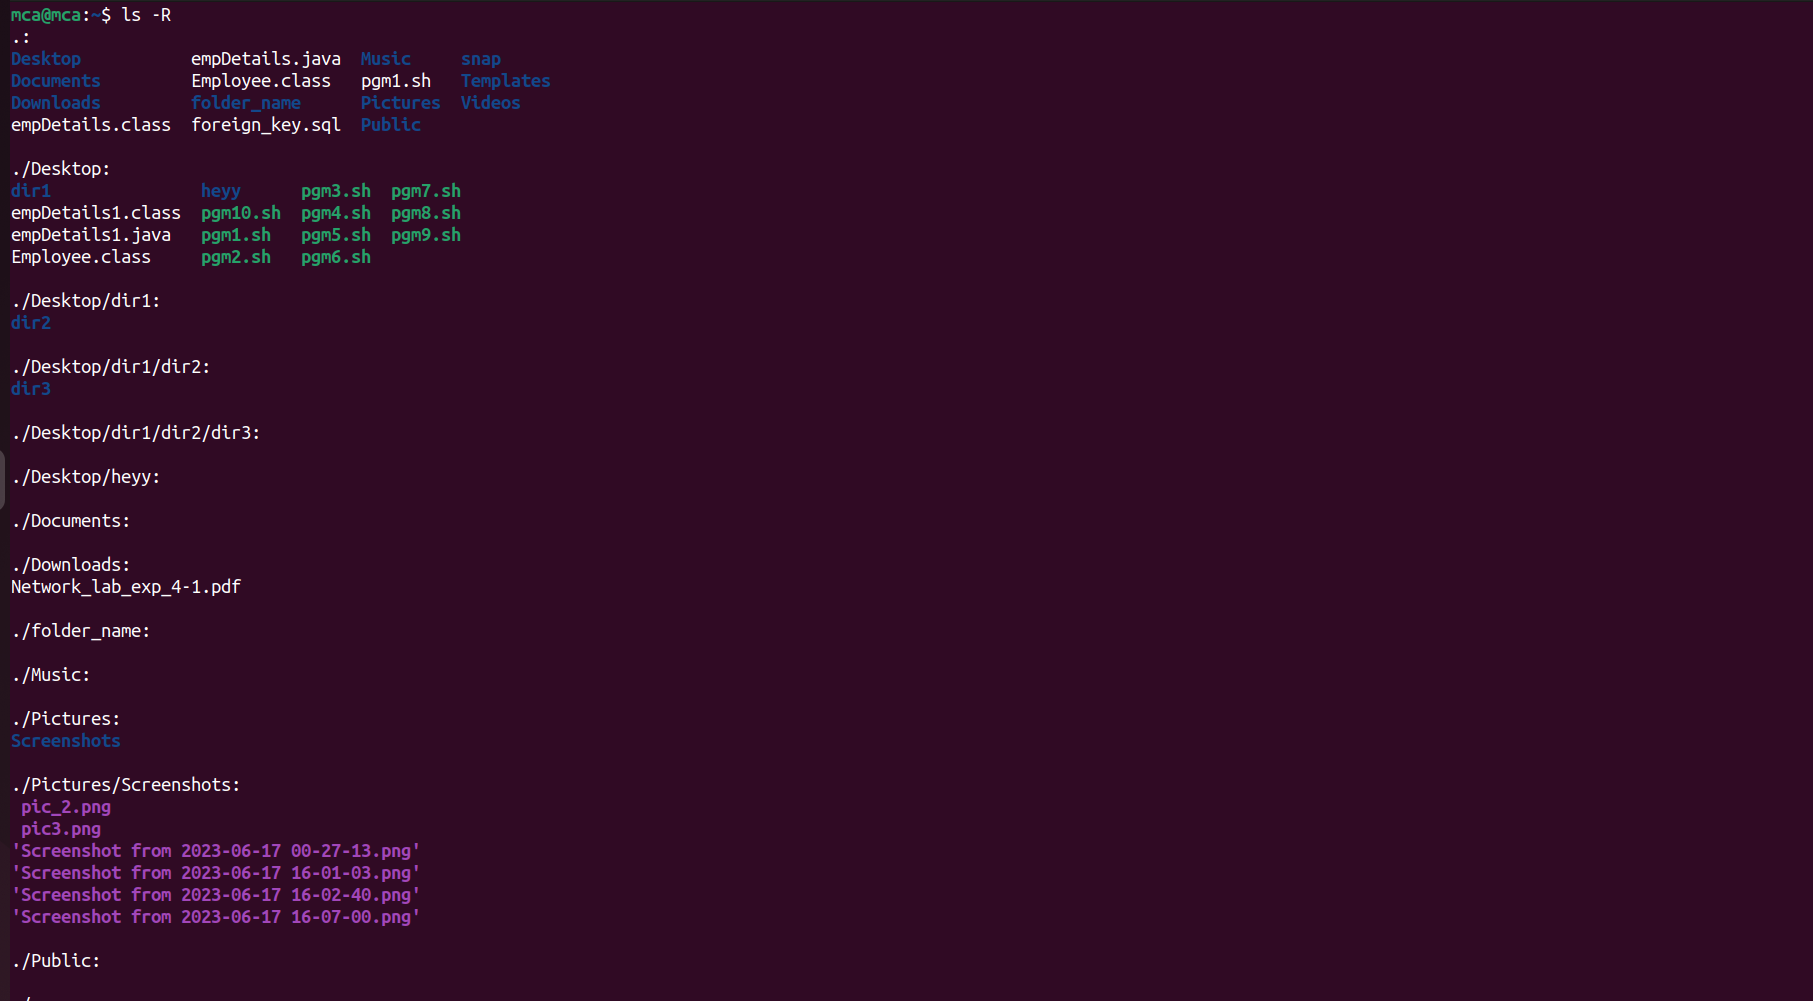 mca@mca:~$ ls -R
.:
Desktop            empDetails.java  Music     snap
Documents          Employee.class   pgm1.sh   Templates
Downloads          folder_name      Pictures  Videos
empDetails.class  foreign_key.sql  Public

./Desktop:
dir1               heyy      pgm3.sh  pgm7.sh
empDetails1.class  pgm10.sh  pgm4.sh  pgm8.sh
empDetails1.java   pgm1.sh   pgm5.sh  pgm9.sh
Employee.class     pgm2.sh   pgm6.sh

./Desktop/dir1:
dir2

./Desktop/dir1/dir2:
dir3

./Desktop/dir1/dir2/dir3:

./Desktop/heyy:

./Documents:

./Downloads:
Network_lab_exp_4-1.pdf

./folder_name:

./Music:

./Pictures:
Screenshots

./Pictures/Screenshots:
 pic_2.png
 pic3.png
'Screenshot from 2023-06-17 00-27-13.png'
'Screenshot from 2023-06-17 16-01-03.png'
'Screenshot from 2023-06-17 16-02-40.png'
'Screenshot from 2023-06-17 16-07-00.png'

./Public: